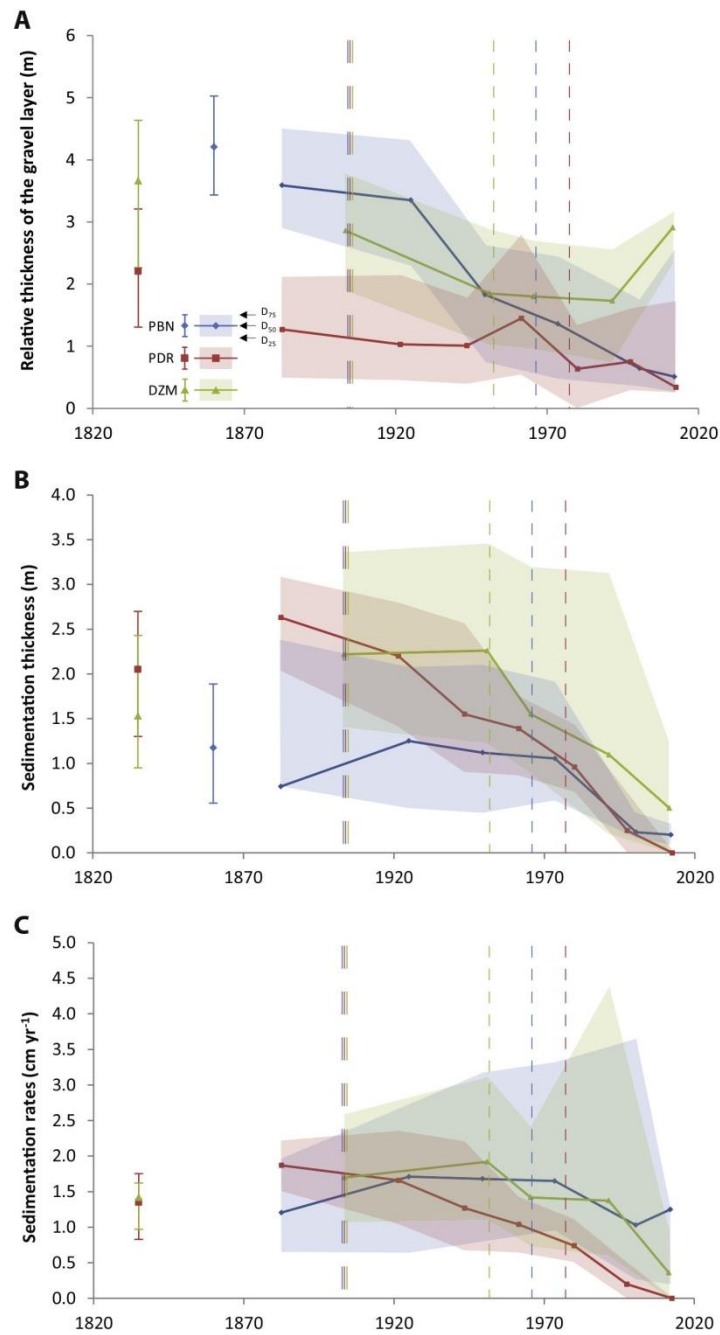 A
Relative thickness of the gravel layer (m)
6
5
4
3
2
1
0
PBN
PDR
DZM
D75
D50
D25
1820 1870 1920 1970 2020
B
Sedimentation thickness (m)
4.0
3.5
3.0
2.5
2.0
1.5
1.0
0.5
0.0
1820 1870 1920 1970 2020
C
Sedimentation rates (cm yr⁻¹)
5.0
4.5
4.0
3.5
3.0
2.5
2.0
1.5
1.0
0.5
0.0
1820 1870 1920 1970 2020